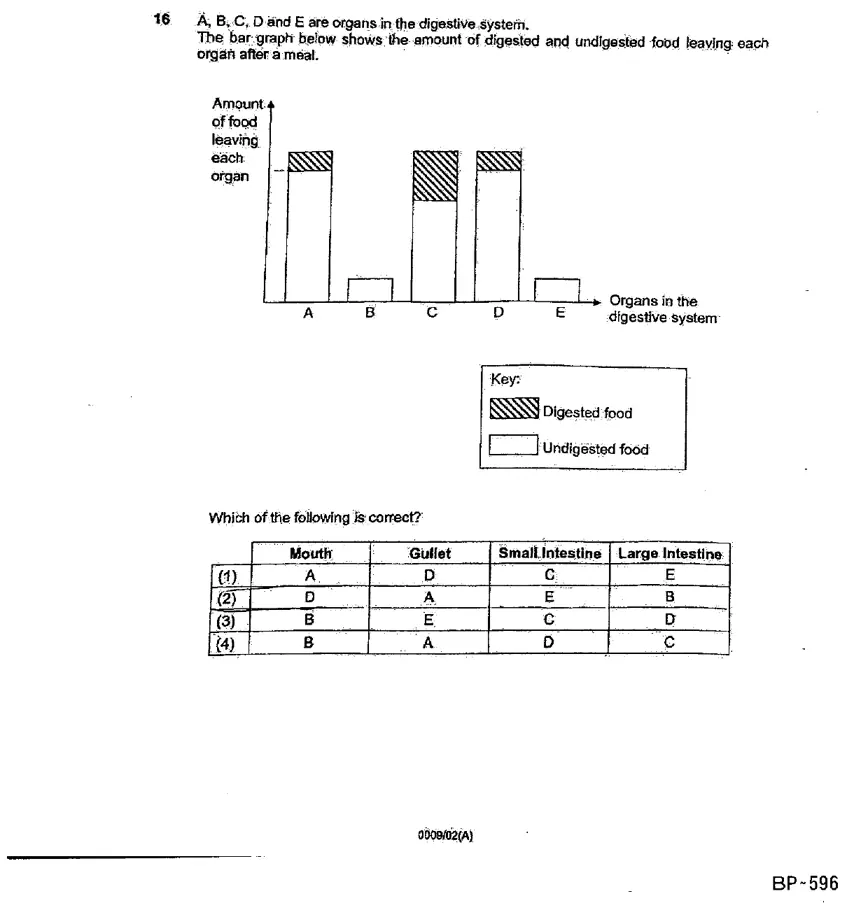 16 A, B, C, D and E are organs in the digestive system.
The bar graph below shows the amount of digested and undigested food leaving each
organ after a meal.
Amount
of food
leaving
each
organ
A B C D E
Organs in the
digestive system
Key:
Digested food
Undigested food
Which of the following is correct?
Mouth Gullet Small Intestine Large Intestine
(1) A D C E
(2) D A E B
(3) B E C D
(4) B A D C
0009/02(A)
BP-596